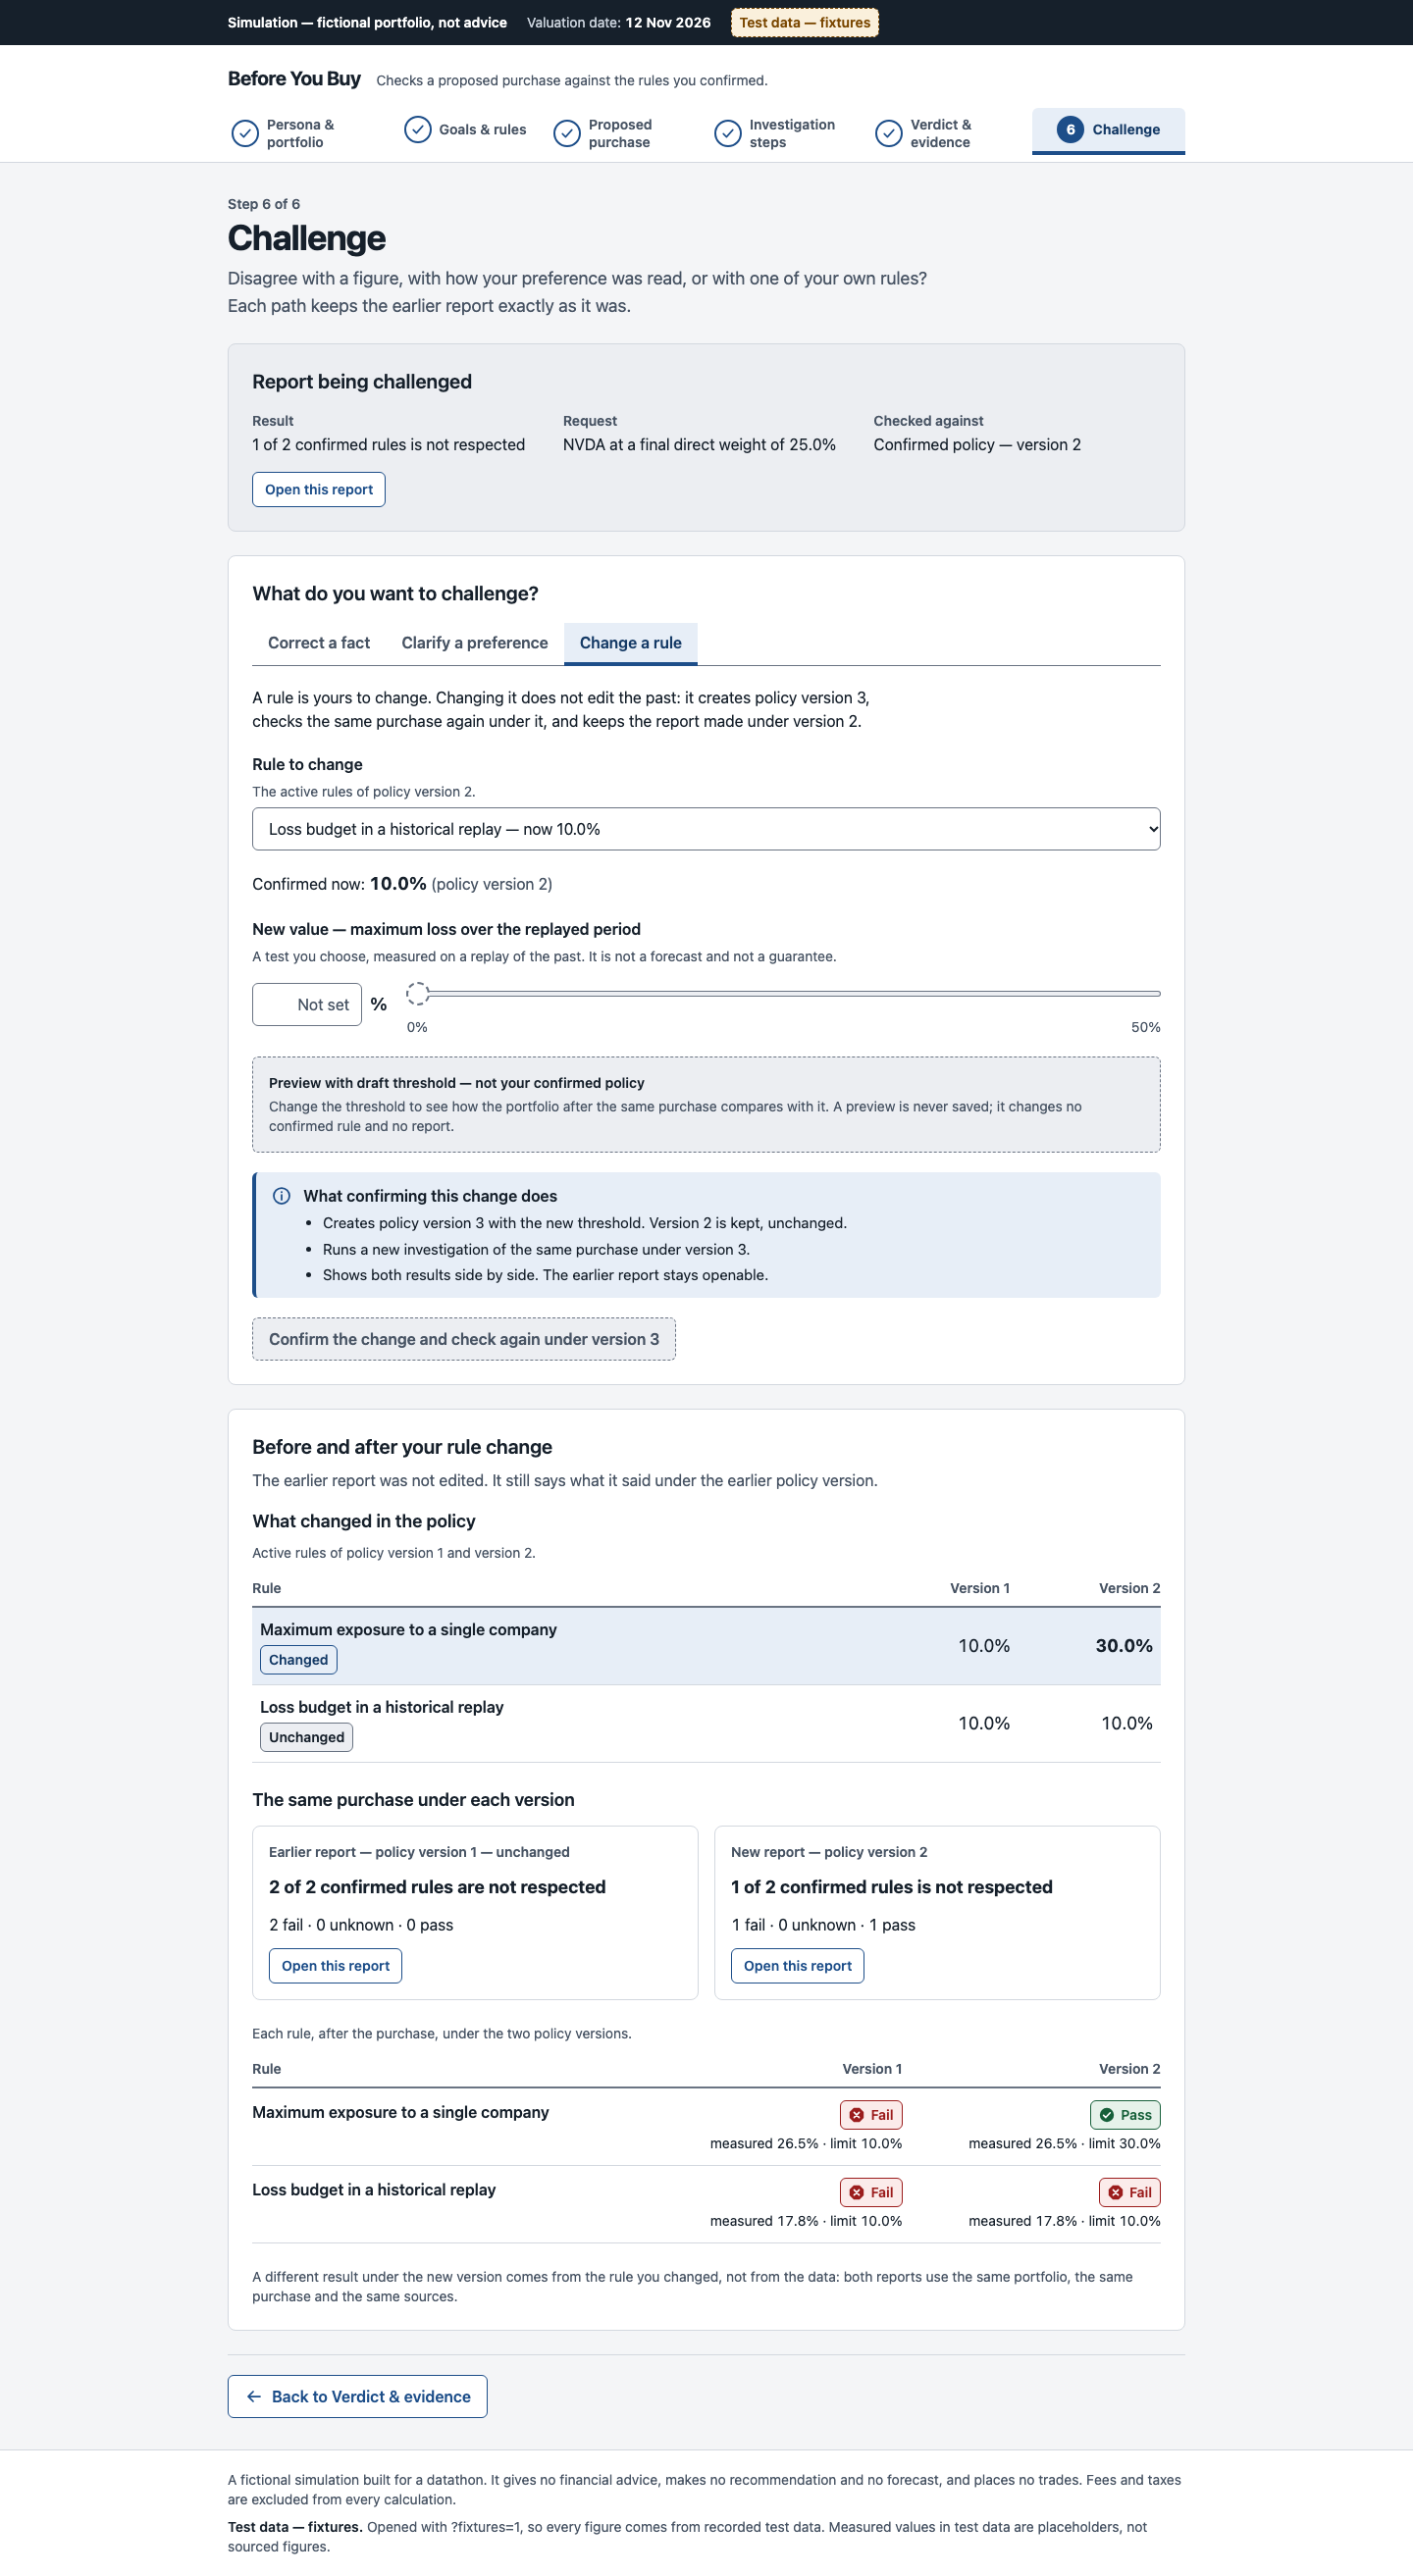 Simulation — fictional portfolio, not advice Valuation date: 12 Nov 2026 Test data — fixtures
Before You Buy Checks a proposed purchase against the rules you confirmed.
Persona & portfolio
Goals & rules
Proposed purchase
Investigation steps
Verdict & evidence
6 Challenge
Step 6 of 6
Challenge
Disagree with a figure, with how your preference was read, or with one of your own rules?
Each path keeps the earlier report exactly as it was.
Report being challenged
Result
1 of 2 confirmed rules is not respected
Request
NVDA at a final direct weight of 25.0%
Checked against
Confirmed policy — version 2
Open this report
What do you want to challenge?
Correct a fact Clarify a preference Change a rule
A rule is yours to change. Changing it does not edit the past: it creates policy version 3,
checks the same purchase again under it, and keeps the report made under version 2.
Rule to change
The active rules of policy version 2.
Loss budget in a historical replay — now 10.0%
Confirmed now: 10.0% (policy version 2)
New value — maximum loss over the replayed period
A test you choose, measured on a replay of the past. It is not a forecast and not a guarantee.
Not set %
0% 50%
Preview with draft threshold — not your confirmed policy
Change the threshold to see how the portfolio after the same purchase compares with it. A preview is never saved; it changes no
confirmed rule and no report.
What confirming this change does
• Creates policy version 3 with the new threshold. Version 2 is kept, unchanged.
• Runs a new investigation of the same purchase under version 3.
• Shows both results side by side. The earlier report stays openable.
Confirm the change and check again under version 3
Before and after your rule change
The earlier report was not edited. It still says what it said under the earlier policy version.
What changed in the policy
Active rules of policy version 1 and version 2.
Rule Version 1 Version 2
Maximum exposure to a single company
Changed
10.0% 30.0%
Loss budget in a historical replay
Unchanged
10.0% 10.0%
The same purchase under each version
Earlier report — policy version 1 — unchanged
2 of 2 confirmed rules are not respected
2 fail · 0 unknown · 0 pass
Open this report
New report — policy version 2
1 of 2 confirmed rules is not respected
1 fail · 0 unknown · 1 pass
Open this report
Each rule, after the purchase, under the two policy versions.
Rule Version 1 Version 2
Maximum exposure to a single company Fail Pass
measured 26.5% · limit 10.0% measured 26.5% · limit 30.0%
Loss budget in a historical replay Fail Fail
measured 17.8% · limit 10.0% measured 17.8% · limit 10.0%
A different result under the new version comes from the rule you changed, not from the data: both reports use the same portfolio, the same
purchase and the same sources.
← Back to Verdict & evidence
A fictional simulation built for a datathon. It gives no financial advice, makes no recommendation and no forecast, and places no trades. Fees and taxes
are excluded from every calculation.
Test data — fixtures. Opened with ?fixtures=1, so every figure comes from recorded test data. Measured values in test data are placeholders, not
sourced figures.